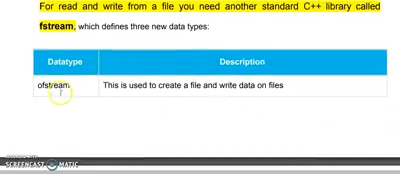 For read and write from a file you need another standard C++ library called
fstream, which defines three new data types:
Datatype Description
ofstream This is used to create a file and write data on files
SCREENCAST MATIC